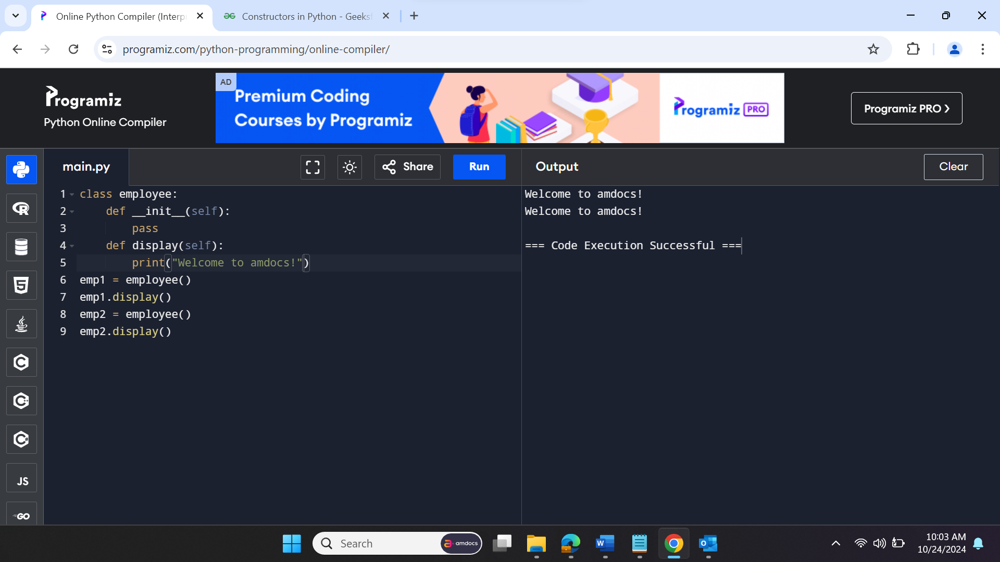 Online Python Compiler (Interp
Constructors in Python - Geeks
programiz.com/python-programming/online-compiler/
Programiz
Python Online Compiler
AD
Premium Coding
Courses by Programiz
Programiz PRO
Programiz PRO ❯
main.py
Share
Run
Output
Clear
1 class employee:
2     def __init__(self):
3         pass
4     def display(self):
5         print("Welcome to amdocs!")
6 emp1 = employee()
7 emp1.display()
8 emp2 = employee()
9 emp2.display()
Welcome to amdocs!
Welcome to amdocs!
=== Code Execution Successful ===
JS
GO
Search
amdocs
10:03 AM
10/24/2024